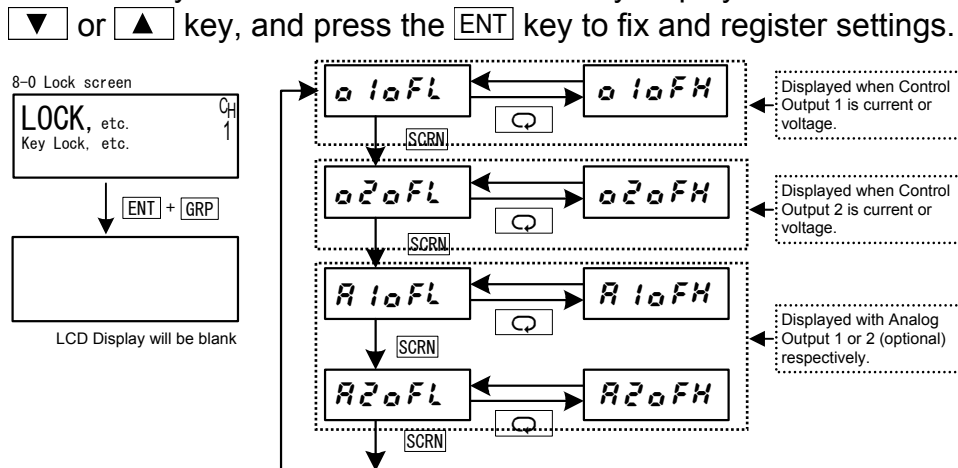 ▼ or ▲ key, and press the ENT key to fix and register settings.
8-0 Lock screen
LOCK, etc.
CH
1
Key Lock, etc.
ENT + GRP
LCD Display will be blank
o1oFL
o1oFH
SCRN
Displayed when Control
Output 1 is current or
voltage.
o2oFL
o2oFH
SCRN
Displayed when Control
Output 2 is current or
voltage.
A1oFL
A1oFH
SCRN
Displayed with Analog
Output 1 or 2 (optional)
respectively.
A2oFL
A2oFH
SCRN